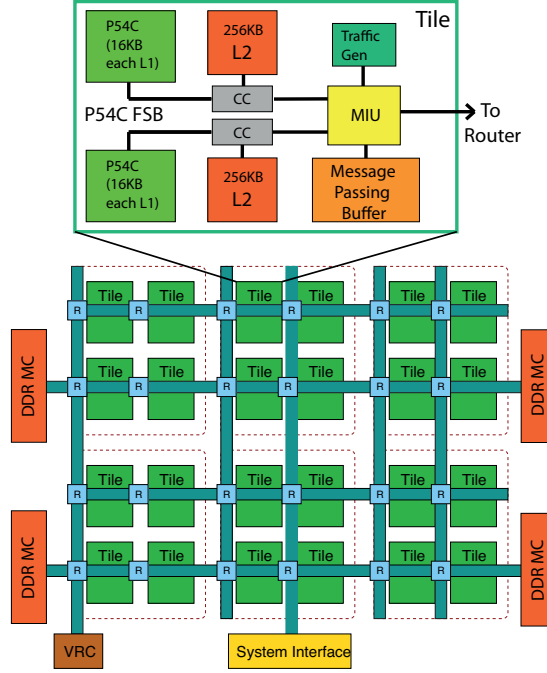 Tile
P54C
(16KB
each L1)
256KB
L2
Traffic
Gen
CC
P54C FSB
CC
MIU
To
Router
P54C
(16KB
each L1)
256KB
L2
Message
Passing
Buffer
Tile
Tile
Tile
Tile
Tile
Tile
R
R
R
R
R
R
DDR MC
DDR MC
Tile
Tile
Tile
Tile
Tile
Tile
R
R
R
R
R
R
Tile
Tile
Tile
Tile
Tile
Tile
R
R
R
R
R
R
DDR MC
DDR MC
Tile
Tile
Tile
Tile
Tile
Tile
R
R
R
R
R
R
VRC
System Interface